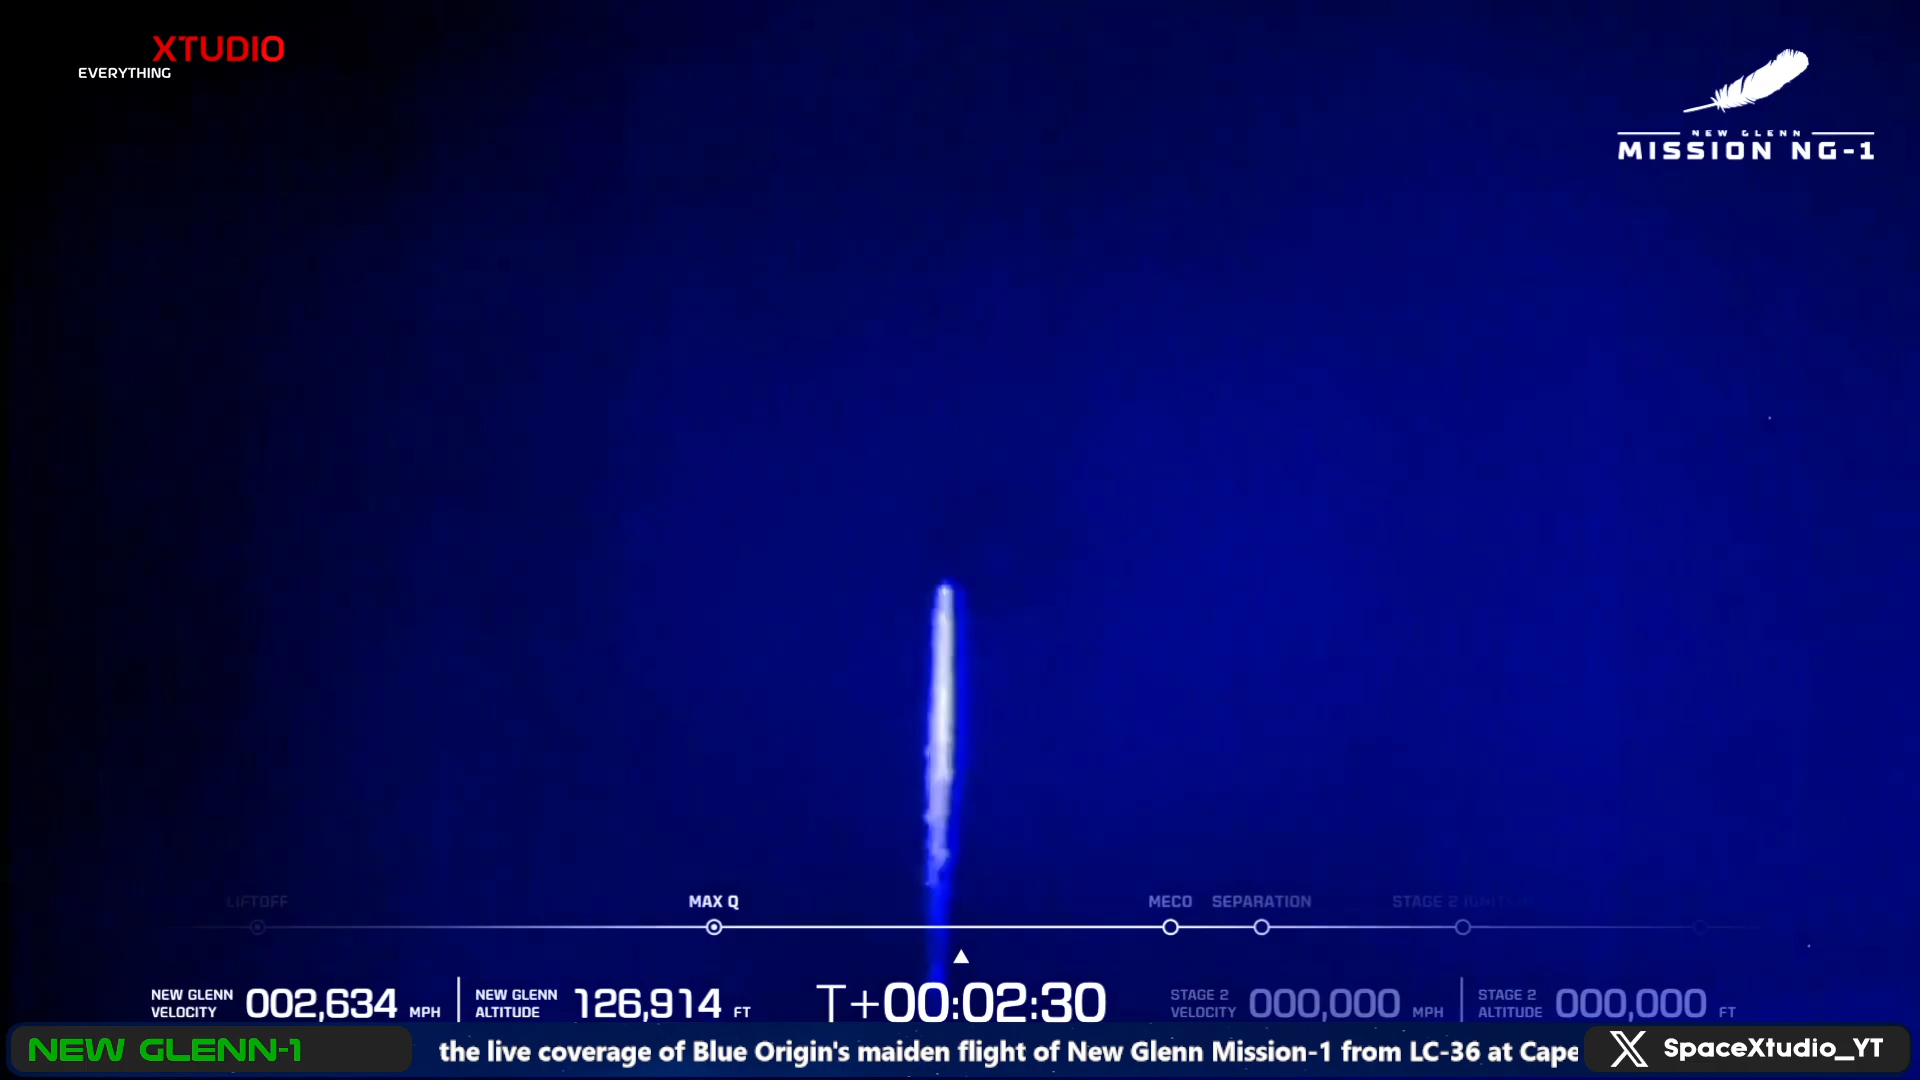 XTUDIO
EVERYTHING
NEW GLENN
MISSION NG-1
LIFTOFF
MAX Q
MECO
SEPARATION
STAGE 2 IGNITION
NEW GLENN VELOCITY 002,634 MPH
NEW GLENN ALTITUDE 126,914 FT
T+00:02:30
STAGE 2 VELOCITY 000,000 MPH
STAGE 2 ALTITUDE 000,000 FT
NEW GLENN-1
the live coverage of Blue Origin's maiden flight of New Glenn Mission-1 from LC-36 at Cape
X SpaceXtudio_YT